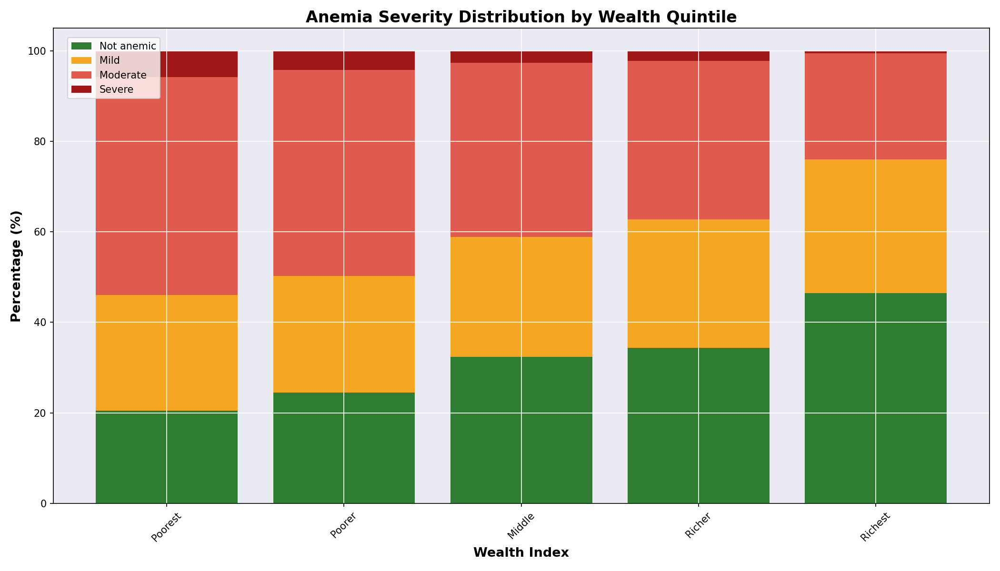 Anemia Severity Distribution by Wealth Quintile
Not anemic
Mild
Moderate
Severe
Percentage (%)
100
80
60
40
20
0
Poorest
Poorer
Middle
Richer
Richest
Wealth Index